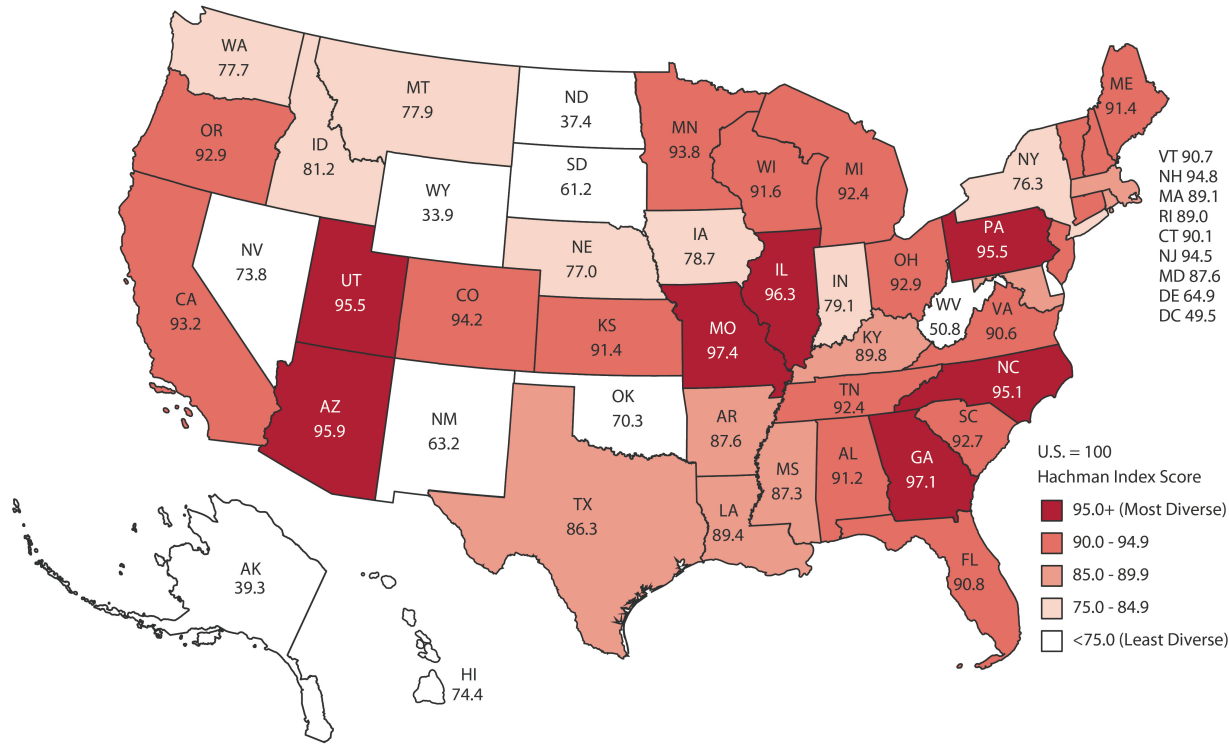 WA
77.7
MT
77.9
ND
37.4
MN
93.8
ME
91.4
OR
92.9
ID
81.2
SD
61.2
WI
91.6
MI
92.4
NY
76.3
VT 90.7
NH 94.8
MA 89.1
RI 89.0
CT 90.1
NJ 94.5
MD 87.6
DE 64.9
DC 49.5
WY
33.9
NV
73.8
UT
95.5
CO
94.2
NE
77.0
IA
78.7
IL
96.3
IN
79.1
OH
92.9
PA
95.5
CA
93.2
KS
91.4
MO
97.4
KY
89.8
WV
50.8
VA
90.6
AZ
95.9
NM
63.2
OK
70.3
AR
87.6
TN
92.4
NC
95.1
SC
92.7
TX
86.3
LA
89.4
MS
87.3
AL
91.2
GA
97.1
FL
90.8
AK
39.3
HI
74.4
U.S. = 100
Hachman Index Score
95.0+ (Most Diverse)
90.0 - 94.9
85.0 - 89.9
75.0 - 84.9
<75.0 (Least Diverse)